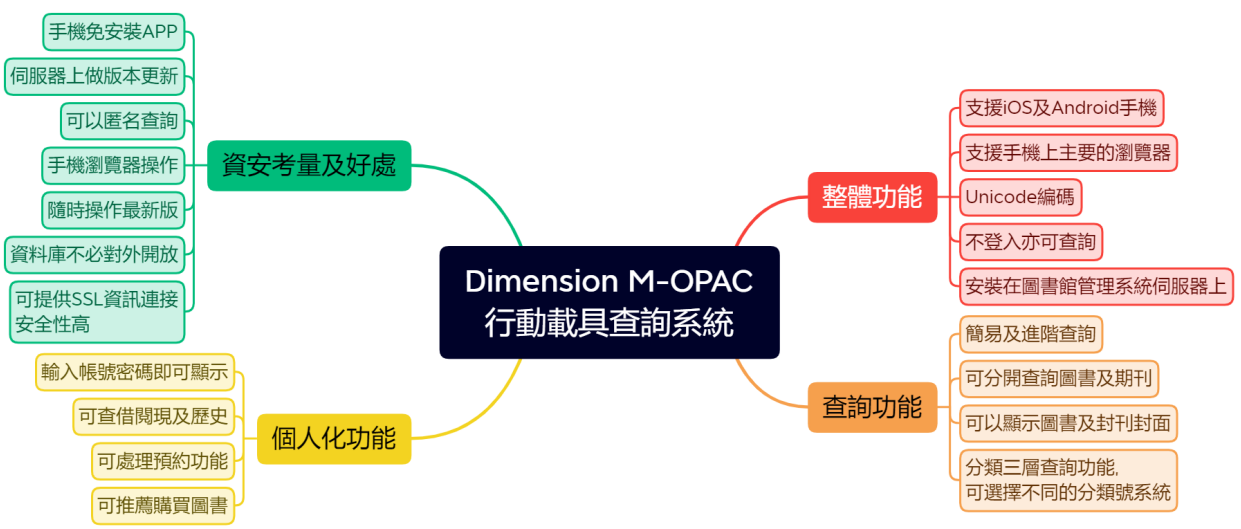 Dimension M-OPAC
行動載具查詢系統
整體功能
支援iOS及Android手機
支援手機上主要的瀏覽器
Unicode編碼
不登入亦可查詢
安裝在圖書館管理系統伺服器上
查詢功能
簡易及進階查詢
可分開查詢圖書及期刊
可以顯示圖書及封刊封面
分類三層查詢功能,
可選擇不同的分類號系統
資安考量及好處
手機免安裝APP
伺服器上做版本更新
可以匿名查詢
手機瀏覽器操作
隨時操作最新版
資料庫不必對外開放
可提供SSL資訊連接
安全性高
個人化功能
輸入帳號密碼即可顯示
可查借閱現及歷史
可處理預約功能
可推薦購買圖書